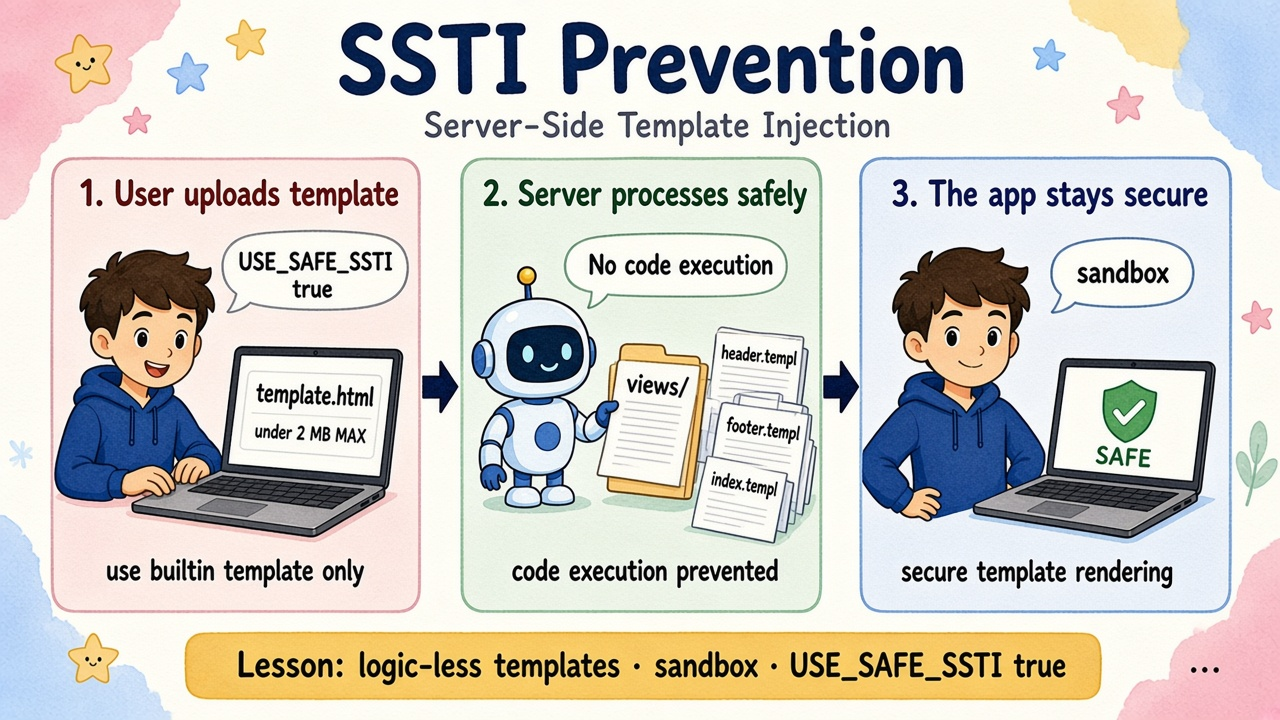 SSTI Prevention
Server-Side Template Injection
1. User uploads template
USE_SAFE_SSTI
true
template.html
under 2 MB MAX
use builtin template only
2. Server processes safely
No code execution
views/
header.templ
footer.templ
index.templ
code execution prevented
3. The app stays secure
sandbox
SAFE
secure template rendering
Lesson: logic-less templates · sandbox · USE_SAFE_SSTI true
...